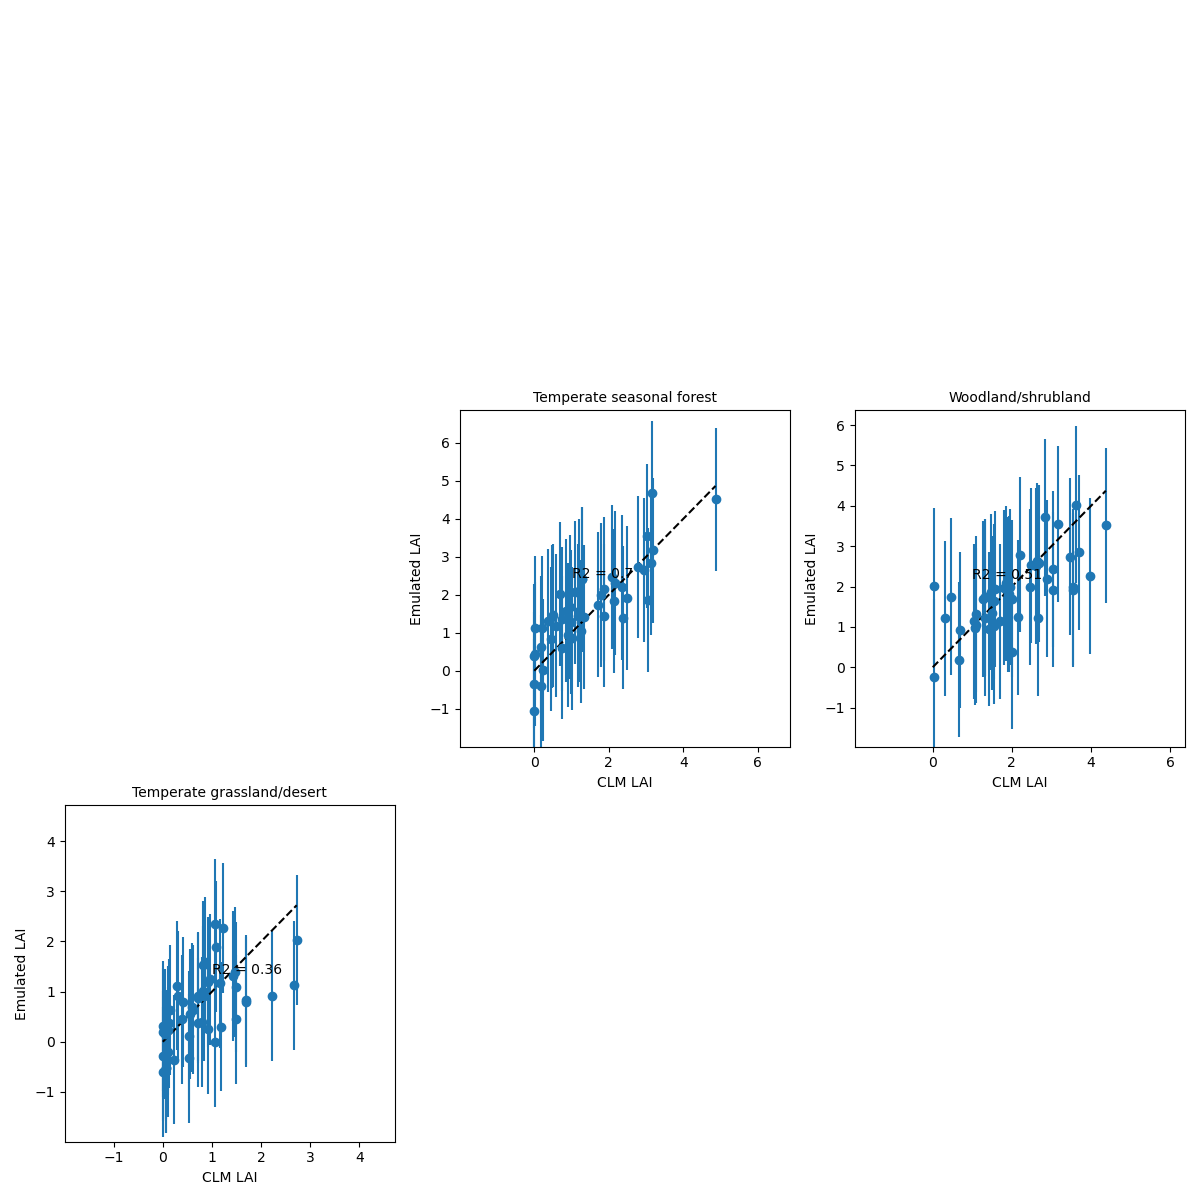 Temperate seasonal forest
6
5
4
3
2
1
0
−1
Emulated LAI
R2 = 0.7
0 2 4 6
CLM LAI
Woodland/shrubland
6
5
4
3
2
1
0
−1
Emulated LAI
R2 = 0.51
0 2 4 6
CLM LAI
Temperate grassland/desert
4
3
2
1
0
−1
Emulated LAI
R2 = 0.36
−1 0 1 2 3 4
CLM LAI